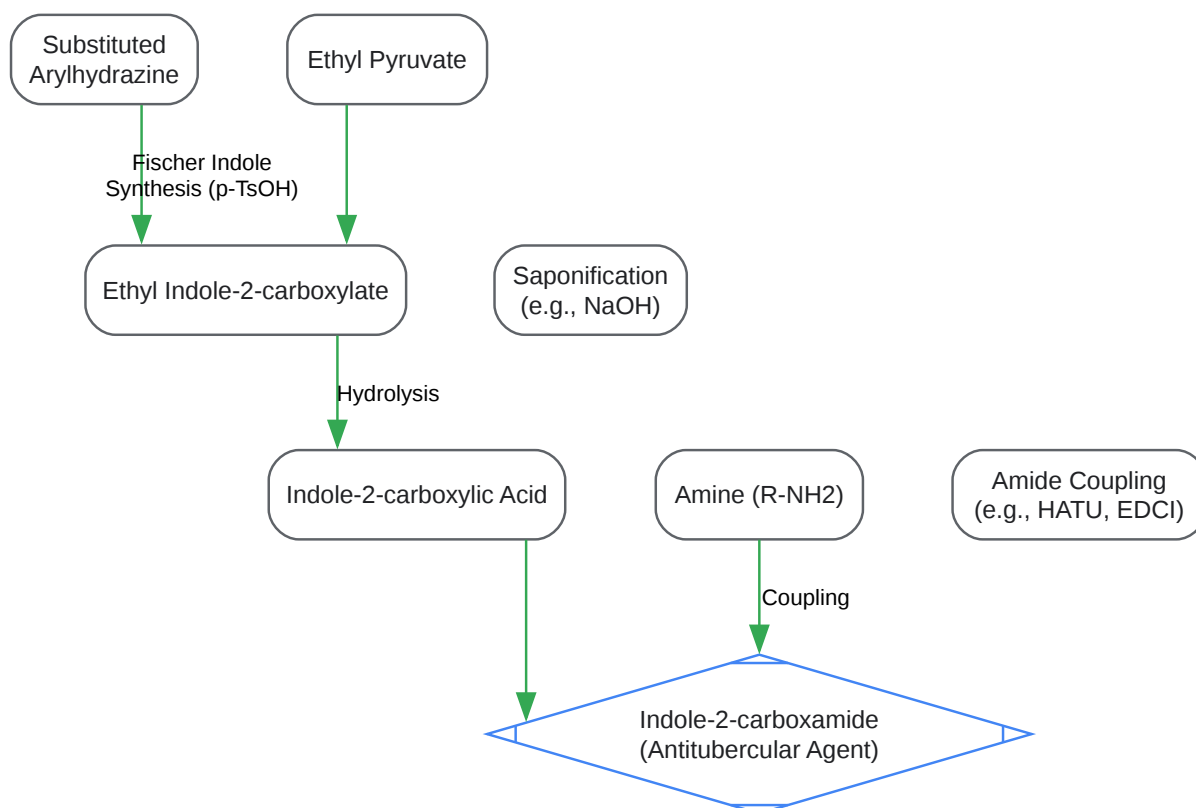 Substituted
Arylhydrazine
Ethyl Pyruvate
Fischer Indole
Synthesis (p-TsOH)
Ethyl Indole-2-carboxylate
Saponification
(e.g., NaOH)
Hydrolysis
Indole-2-carboxylic Acid
Amine (R-NH2)
Amide Coupling
(e.g., HATU, EDCI)
Coupling
Indole-2-carboxamide
(Antitubercular Agent)